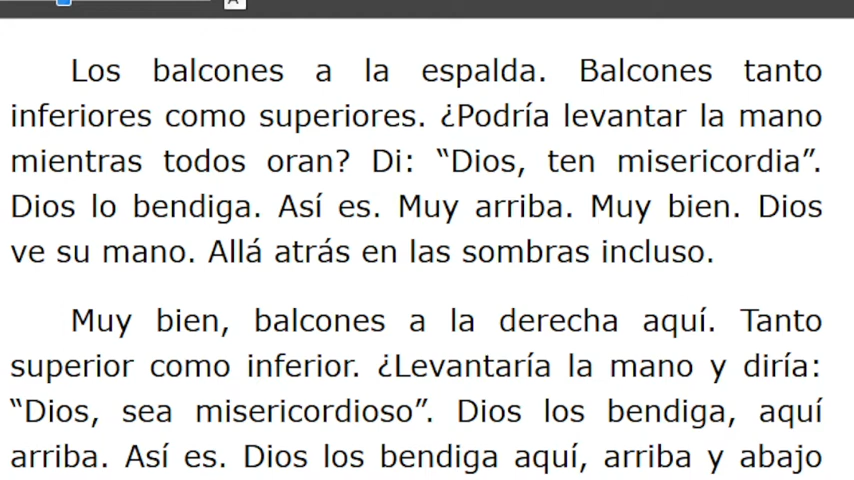 Los balcones a la espalda. Balcones tanto
inferiores como superiores. ¿Podría levantar la mano
mientras todos oran? Di: “Dios, ten misericordia”.
Dios lo bendiga. Así es. Muy arriba. Muy bien. Dios
ve su mano. Allá atrás en las sombras incluso.
Muy bien, balcones a la derecha aquí. Tanto
superior como inferior. ¿Levantaría la mano y diría:
“Dios, sea misericordioso”. Dios los bendiga, aquí
arriba. Así es. Dios los bendiga aquí, arriba y abajo